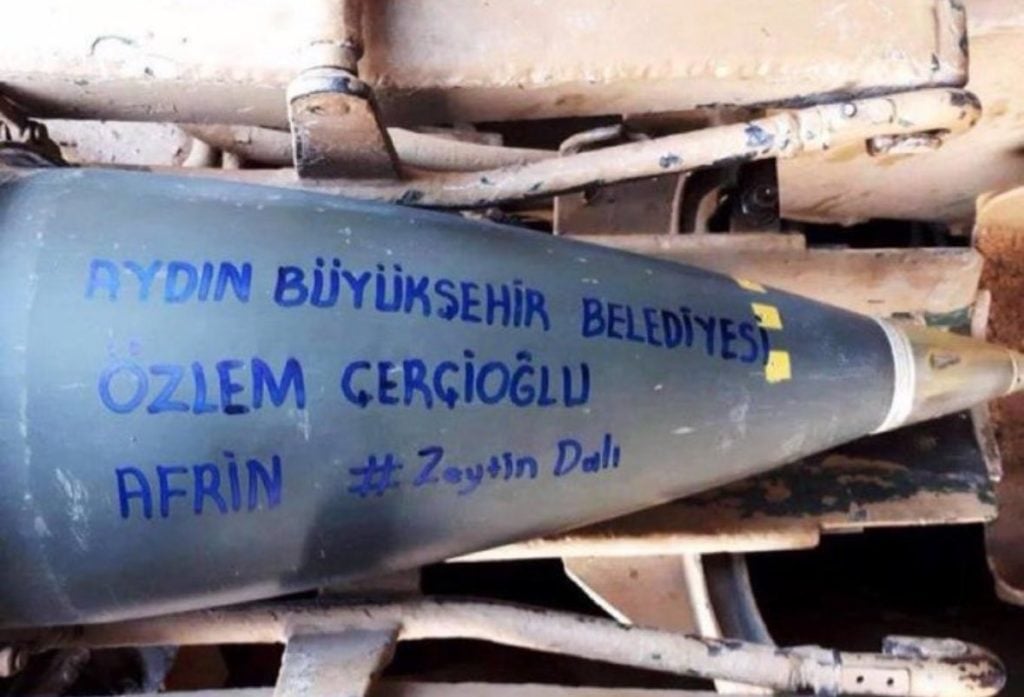 AYDIN BÜYÜKŞEHİR BELEDİYESİ
ÖZLEM ÇERÇİOĞLU
AFRİN #Zeytin Dalı